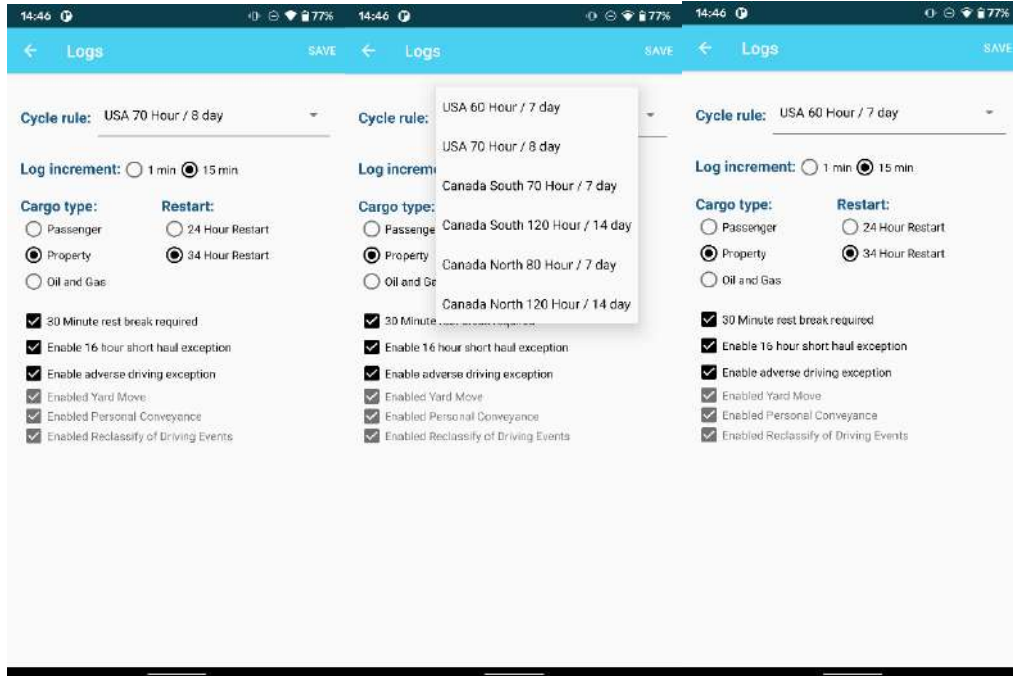 14:46 77%
← Logs SAVE
Cycle rule: USA 70 Hour / 8 day
Log increment: 1 min 15 min
Cargo type: Restart:
Passenger 24 Hour Restart
Property 34 Hour Restart
Oil and Gas
30 Minute rest break required
Enable 16 hour short haul exception
Enable adverse driving exception
Enabled Yard Move
Enabled Personal Conveyance
Enabled Reclassify of Driving Events
14:46 77%
← Logs SAVE
Cycle rule:
USA 60 Hour / 7 day
USA 70 Hour / 8 day
Canada South 70 Hour / 7 day
Canada South 120 Hour / 14 day
Canada North 80 Hour / 7 day
Canada North 120 Hour / 14 day
Log increm
Cargo type:
Passenge
Property
Oil and Ga
30 Minute
Enable 16 hour short haul exception
Enable adverse driving exception
Enabled Yard Move
Enabled Personal Conveyance
Enabled Reclassify of Driving Events
14:46 77%
← Logs SAVE
Cycle rule: USA 60 Hour / 7 day
Log increment: 1 min 15 min
Cargo type: Restart:
Passenger 24 Hour Restart
Property 34 Hour Restart
Oil and Gas
30 Minute rest break required
Enable 16 hour short haul exception
Enable adverse driving exception
Enabled Yard Move
Enabled Personal Conveyance
Enabled Reclassify of Driving Events